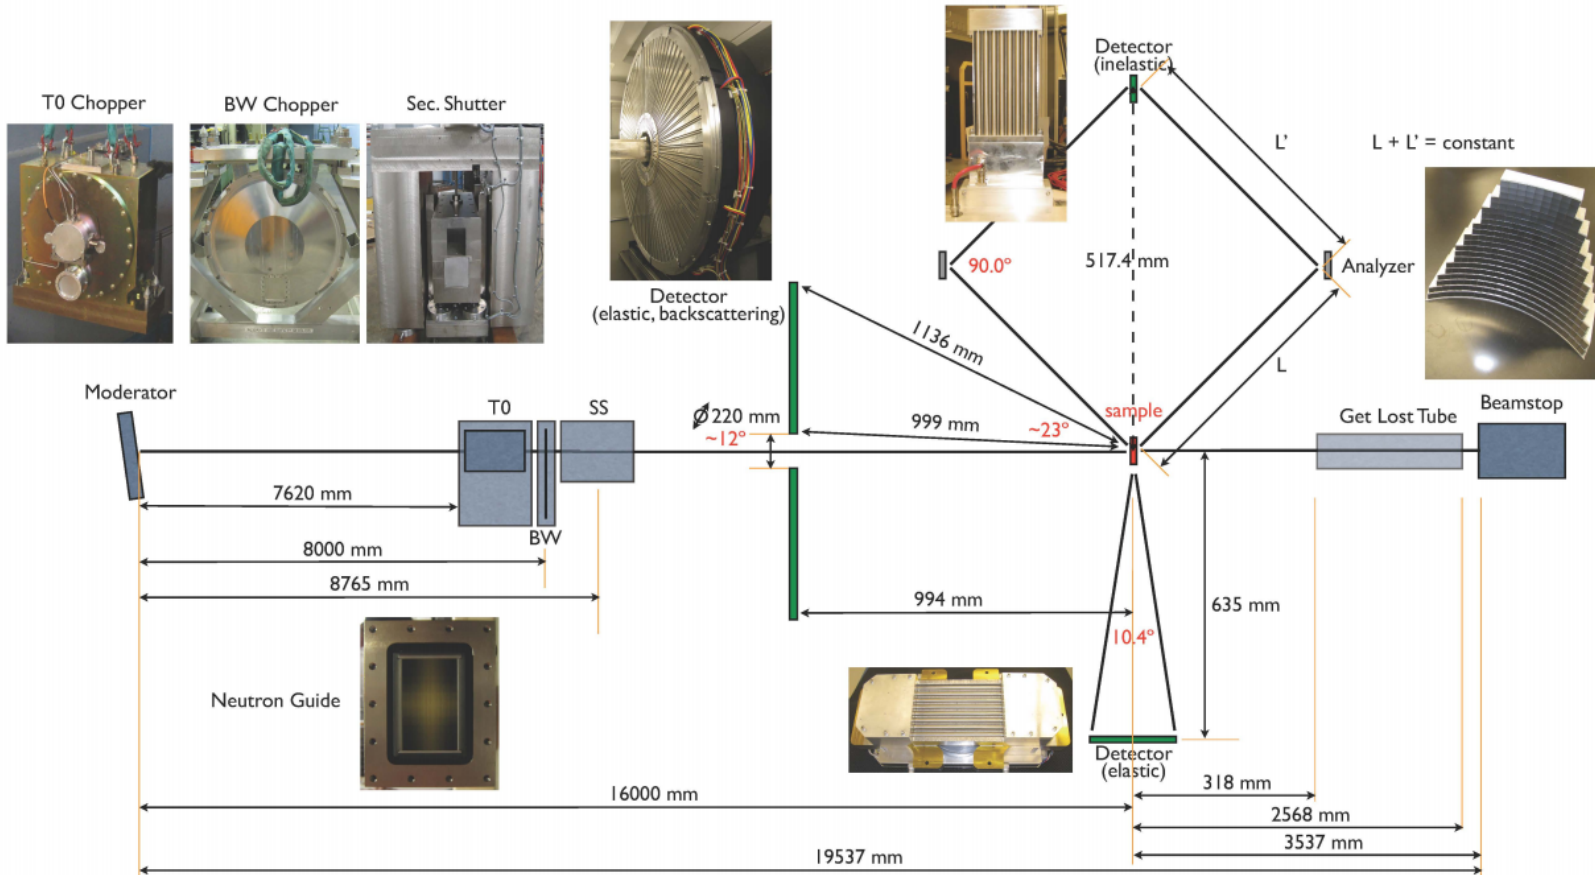 Detector
(inelastic)
T0 Chopper
BW Chopper
Sec. Shutter
L'
L + L' = constant
90.0°
517.4 mm
Analyzer
Detector
(elastic, backscattering)
1136 mm
L
Moderator
T0
SS
Ø 220 mm
~12°
999 mm
~23°
sample
Get Lost Tube
Beamstop
7620 mm
BW
8000 mm
8765 mm
994 mm
635 mm
10.4°
Neutron Guide
Detector
(elastic)
318 mm
16000 mm
2568 mm
3537 mm
19537 mm